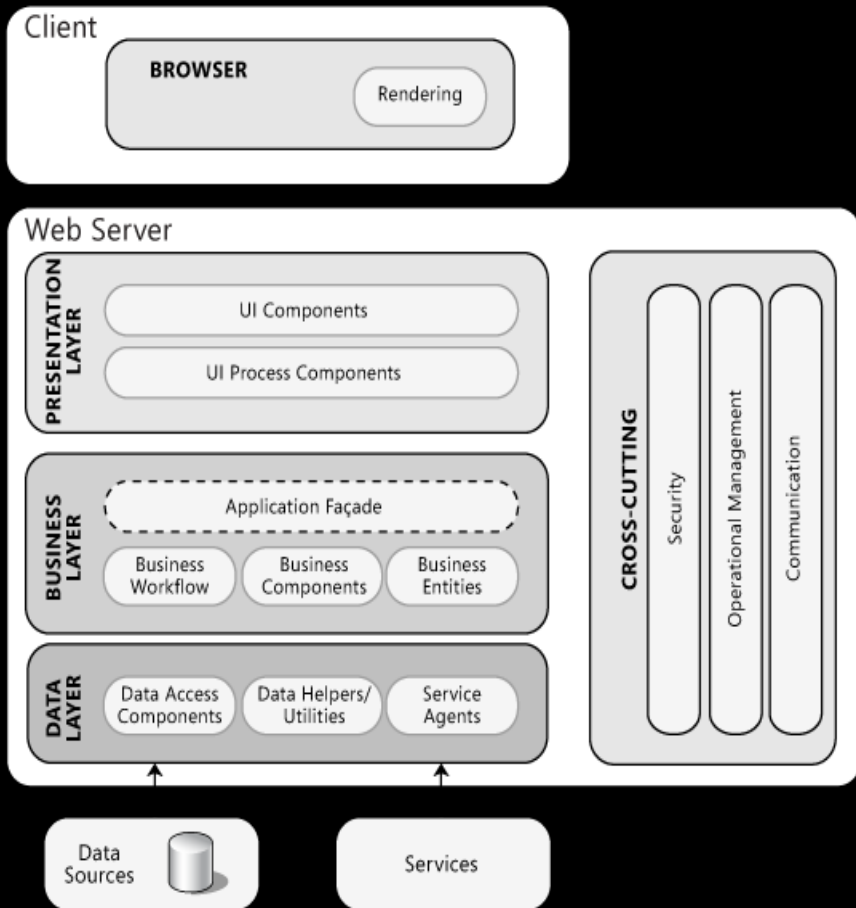 Client
BROWSER
Rendering
Web Server
PRESENTATION
LAYER
UI Components
UI Process Components
BUSINESS
LAYER
Application Façade
Business
Workflow
Business
Components
Business
Entities
DATA
LAYER
Data Access
Components
Data Helpers/
Utilities
Service
Agents
CROSS-CUTTING
Security
Operational Management
Communication
Data
Sources
Services